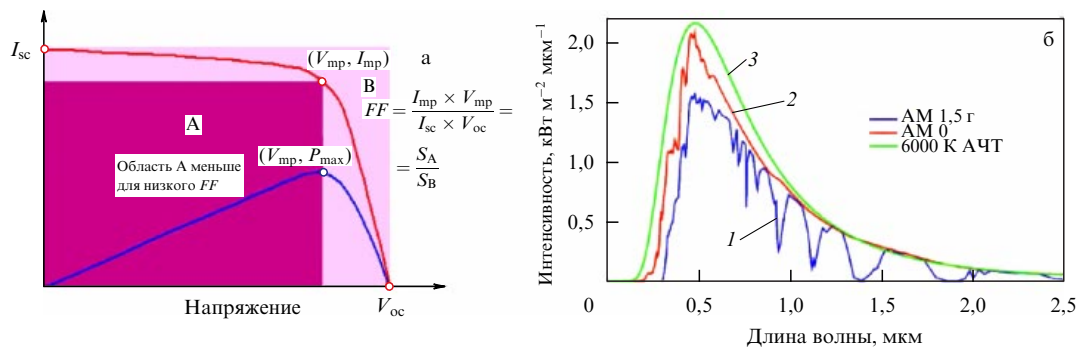 I_sc
(V_mp, I_mp)
а
B
FF = I_mp × V_mp / I_sc × V_oc =
= S_A / S_B
A
(V_mp, P_max)
Область А меньше
для низкого FF
Напряжение
V_oc
б
Интенсивность, кВт м⁻² мкм⁻¹
2,0
1,5
1,0
0,5
3
2
1
АМ 1,5 г
АМ 0
6000 К АЧТ
0
0,5
1,0
1,5
2,0
2,5
Длина волны, мкм